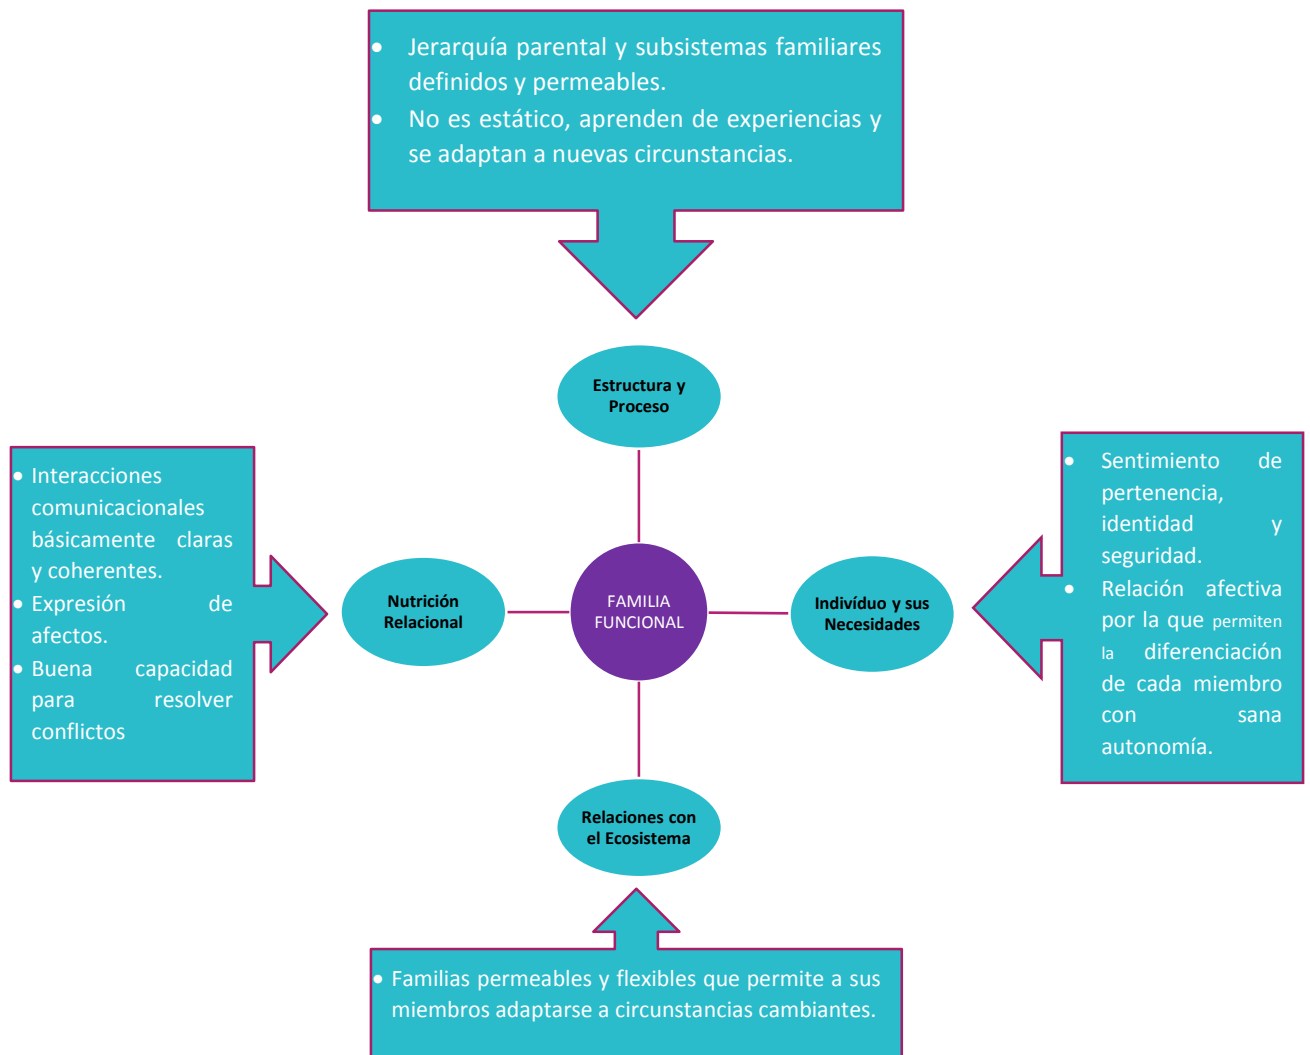 • Jerarquía parental y subsistemas familiares
definidos y permeables.
• No es estático, aprenden de experiencias y
se adaptan a nuevas circunstancias.
Estructura y
Proceso
• Interacciones
comunicacionales
básicamente claras
y coherentes.
• Expresión de
afectos.
• Buena capacidad
para resolver
conflictos
Nutrición
Relacional
FAMILIA
FUNCIONAL
Indivíduo y sus
Necesidades
• Sentimiento de
pertenencia,
identidad y
seguridad.
• Relación afectiva
por la que permiten
la diferenciación
de cada miembro
con sana
autonomía.
Relaciones con
el Ecosistema
• Familias permeables y flexibles que permite a sus
miembros adaptarse a circunstancias cambiantes.